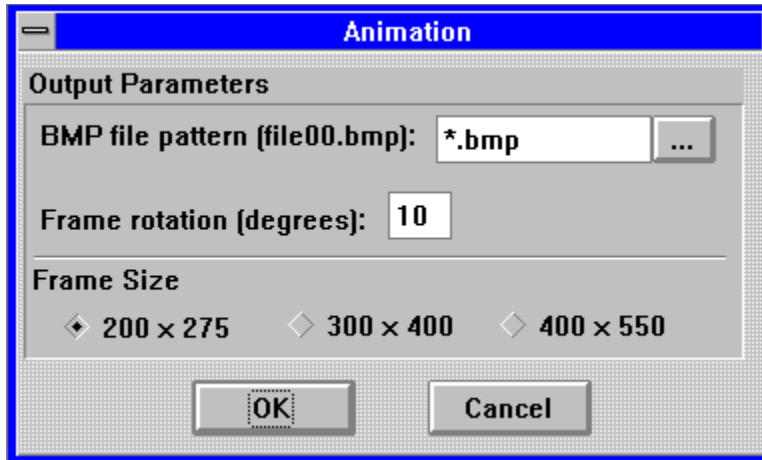 Animation
Output Parameters
BMP file pattern (file00.bmp): *.bmp ...
Frame rotation (degrees): 10
Frame Size
200 x 275 300 x 400 400 x 550
OK Cancel